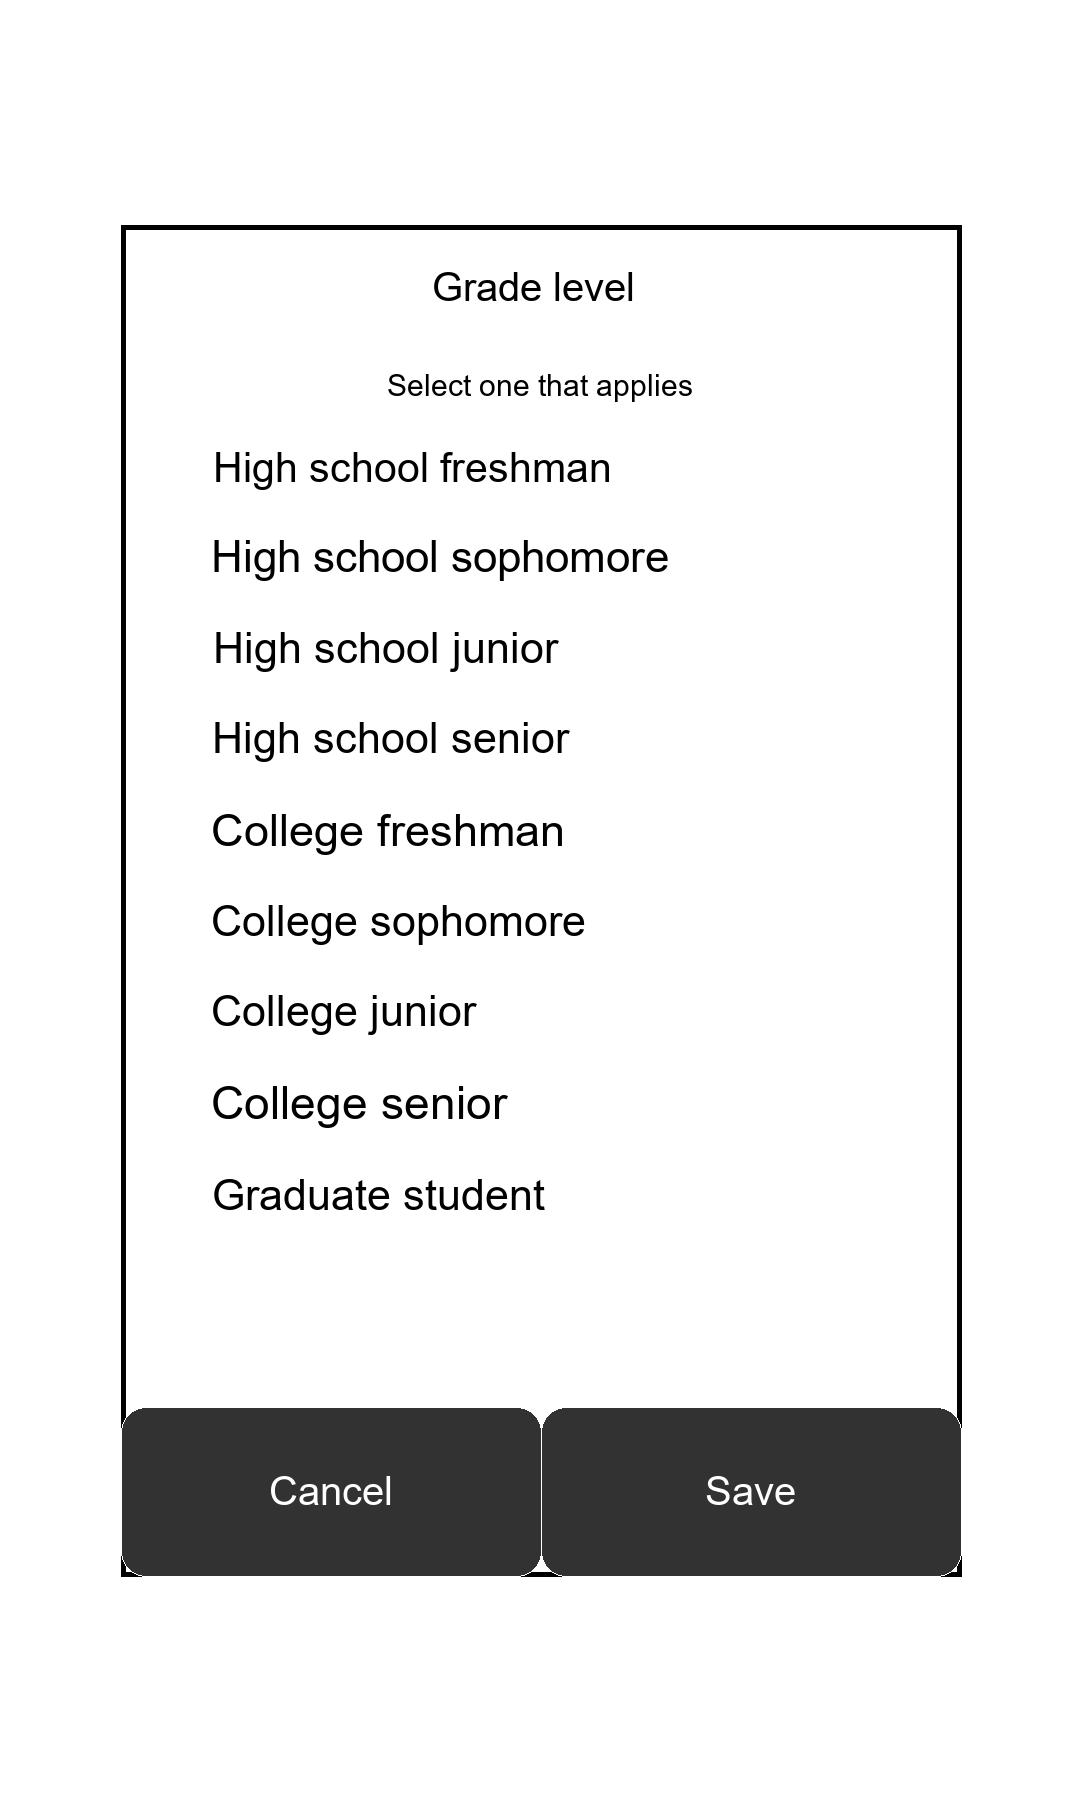 Grade level
Select one that applies
High school freshman
High school sophomore
High school junior
High school senior
College freshman
College sophomore
College junior
College senior
Graduate student
Cancel
Save